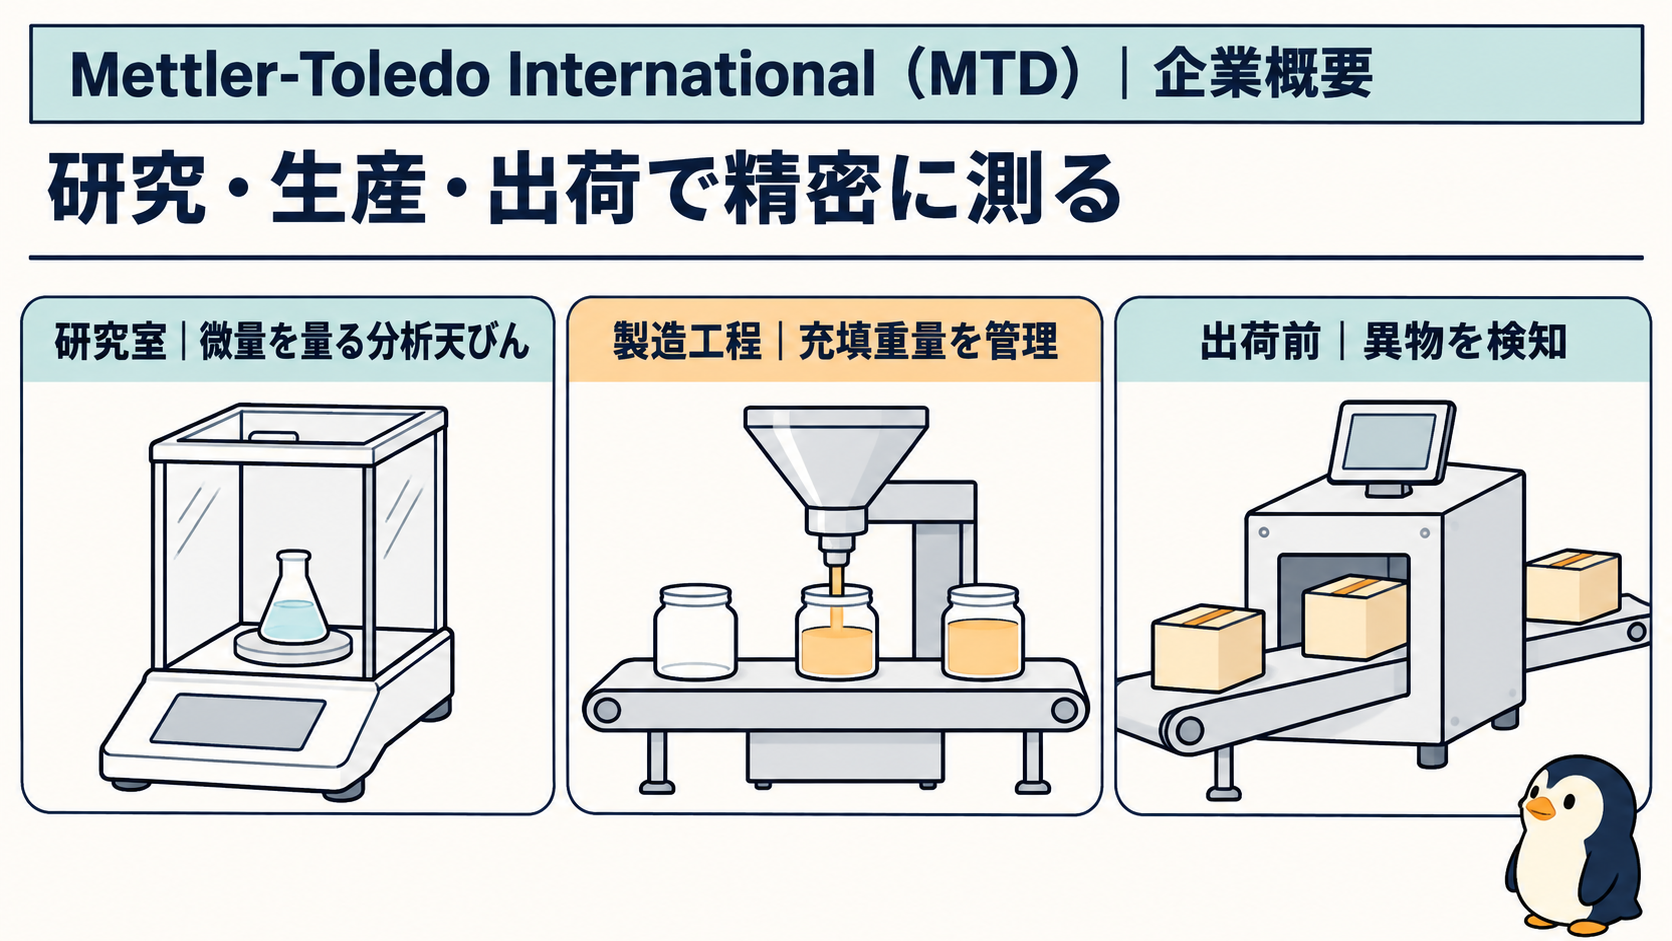 Mettler-Toledo International（MTD）｜企業概要
研究・生産・出荷で精密に測る
研究室｜微量を量る分析天びん
製造工程｜充填重量を管理
出荷前｜異物を検知